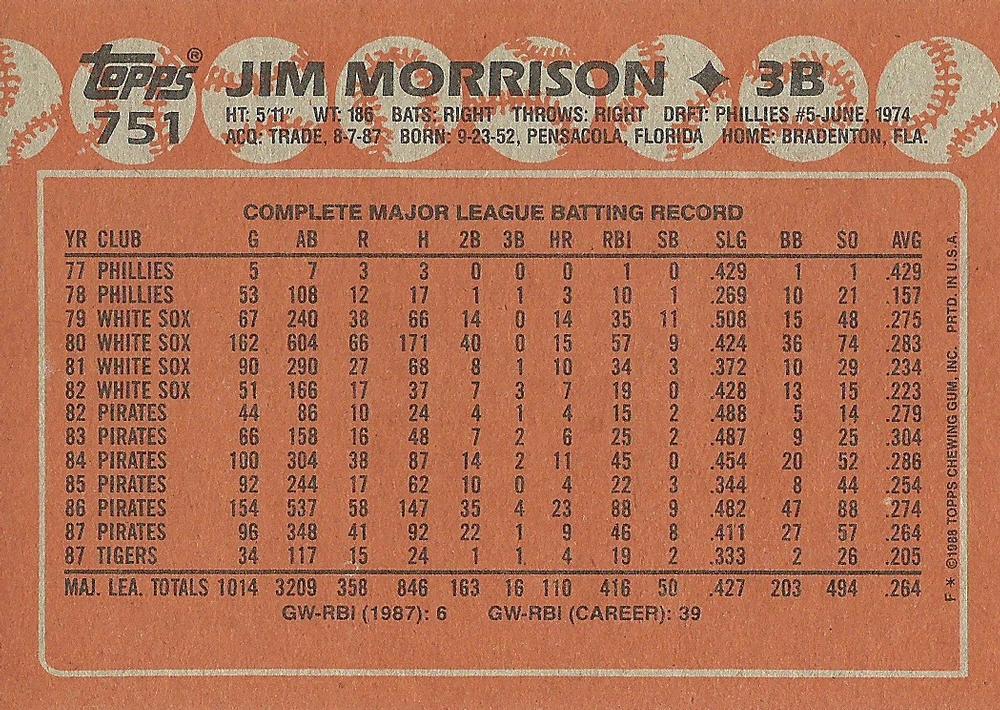 topps® JIM MORRISON ✦ 3B
751 HT: 5'11" WT: 186 BATS: RIGHT THROWS: RIGHT DRFT: PHILLIES #5-JUNE, 1974
ACQ: TRADE, 8-7-87 BORN: 9-23-52, PENSACOLA, FLORIDA HOME: BRADENTON, FLA.
COMPLETE MAJOR LEAGUE BATTING RECORD
YR CLUB G AB R H 2B 3B HR RBI SB SLG BB SO AVG
77 PHILLIES 5 7 3 3 0 0 0 1 0 .429 1 1 .429
78 PHILLIES 53 108 12 17 1 1 3 10 1 .269 10 21 .157
79 WHITE SOX 67 240 38 66 14 0 14 35 11 .508 15 48 .275
80 WHITE SOX 162 604 66 171 40 0 15 57 9 .424 36 74 .283
81 WHITE SOX 90 290 27 68 8 1 10 34 3 .372 10 29 .234
82 WHITE SOX 51 166 17 37 7 3 7 19 0 .428 13 15 .223
82 PIRATES 44 86 10 24 4 1 4 15 2 .488 5 14 .279
83 PIRATES 66 158 16 48 7 2 6 25 2 .487 9 25 .304
84 PIRATES 100 304 38 87 14 2 11 45 0 .454 20 52 .286
85 PIRATES 92 244 17 62 10 0 4 22 3 .344 8 44 .254
86 PIRATES 154 537 58 147 35 4 23 88 9 .482 47 88 .274
87 PIRATES 96 348 41 92 22 1 9 46 8 .411 27 57 .264
87 TIGERS 34 117 15 24 1 1 4 19 2 .333 2 26 .205
MAJ. LEA. TOTALS 1014 3209 358 846 163 16 110 416 50 .427 203 494 .264
GW-RBI (1987): 6 GW-RBI (CAREER): 39
F * ©1988 TOPPS CHEWING GUM, INC. PRTD. IN U.S.A.